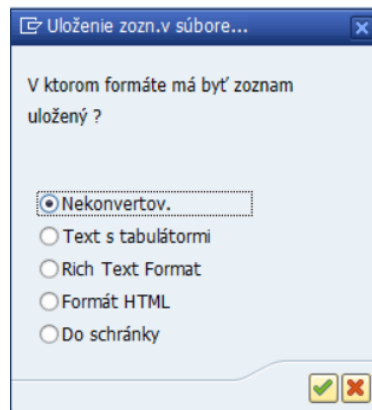 Uloženie zozn.v súbore...
V ktorom formáte má byť zoznam
uložený ?
Nekonvertov.
Text s tabulátormi
Rich Text Format
Formát HTML
Do schránky